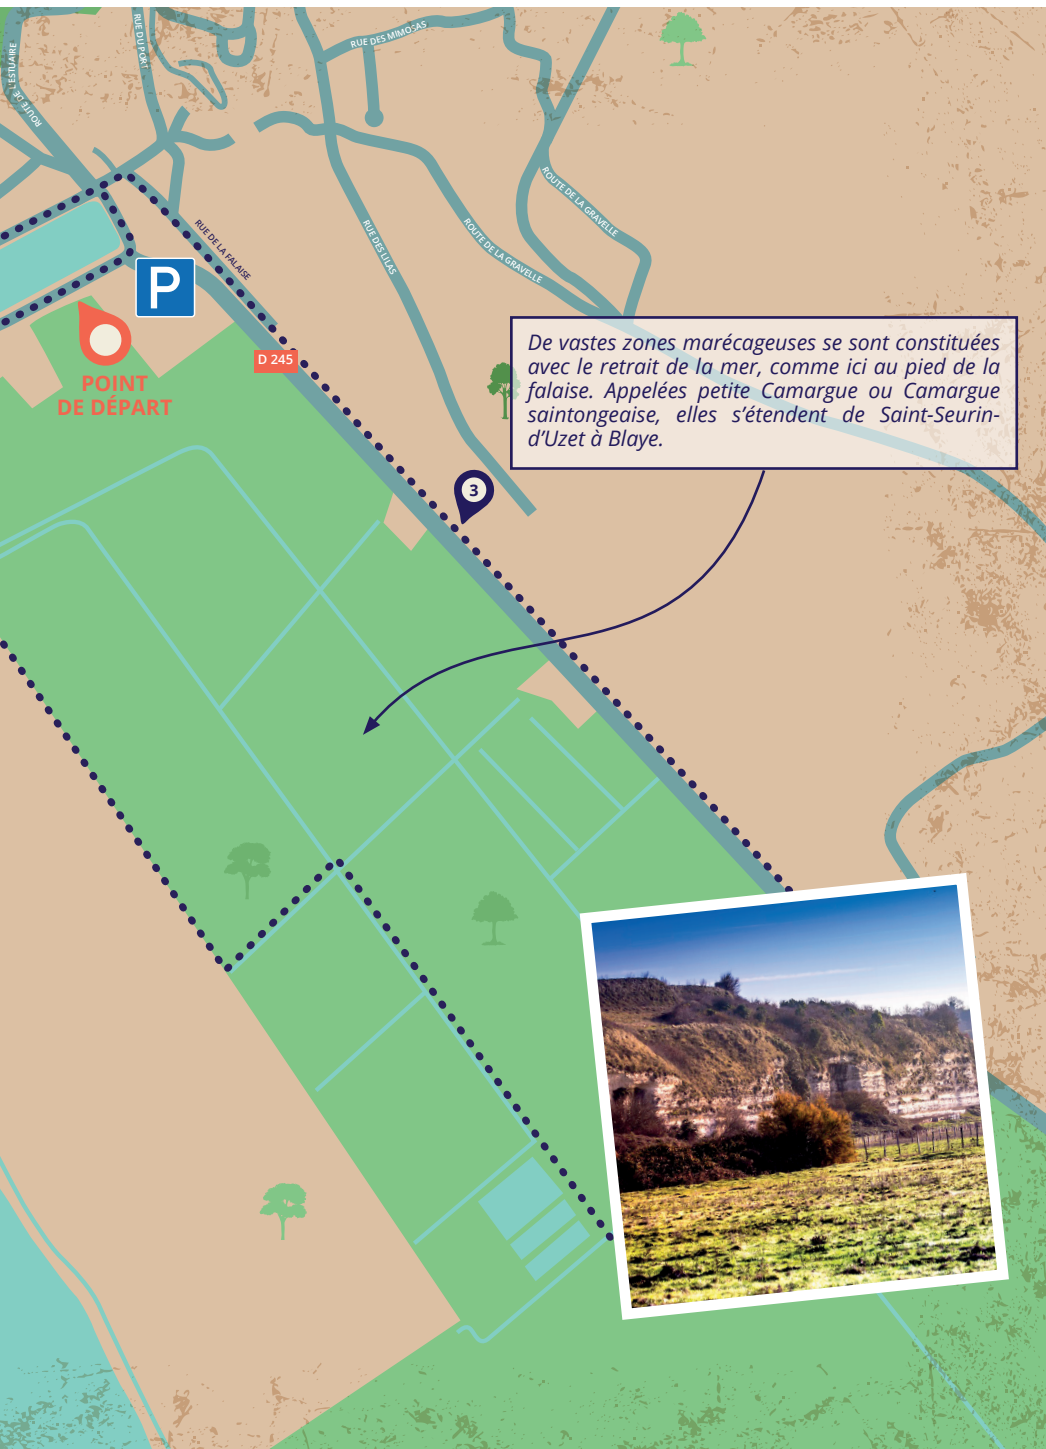 RUE DU PORT
RUE DES MIMOSAS
ROUTE DE L'ESTUAIRE
ROUTE DE LA GRAVELLE
RUE DE LA FALAISE
RUE DES LILAS
ROUTE DE LA GRAVELLE
P
D 245
POINT
DE DÉPART
De vastes zones marécageuses se sont constituées
avec le retrait de la mer, comme ici au pied de la
falaise. Appelées petite Camargue ou Camargue
saintongeaise, elles s’étendent de Saint-Seurin-
d’Uzet à Blaye.
3